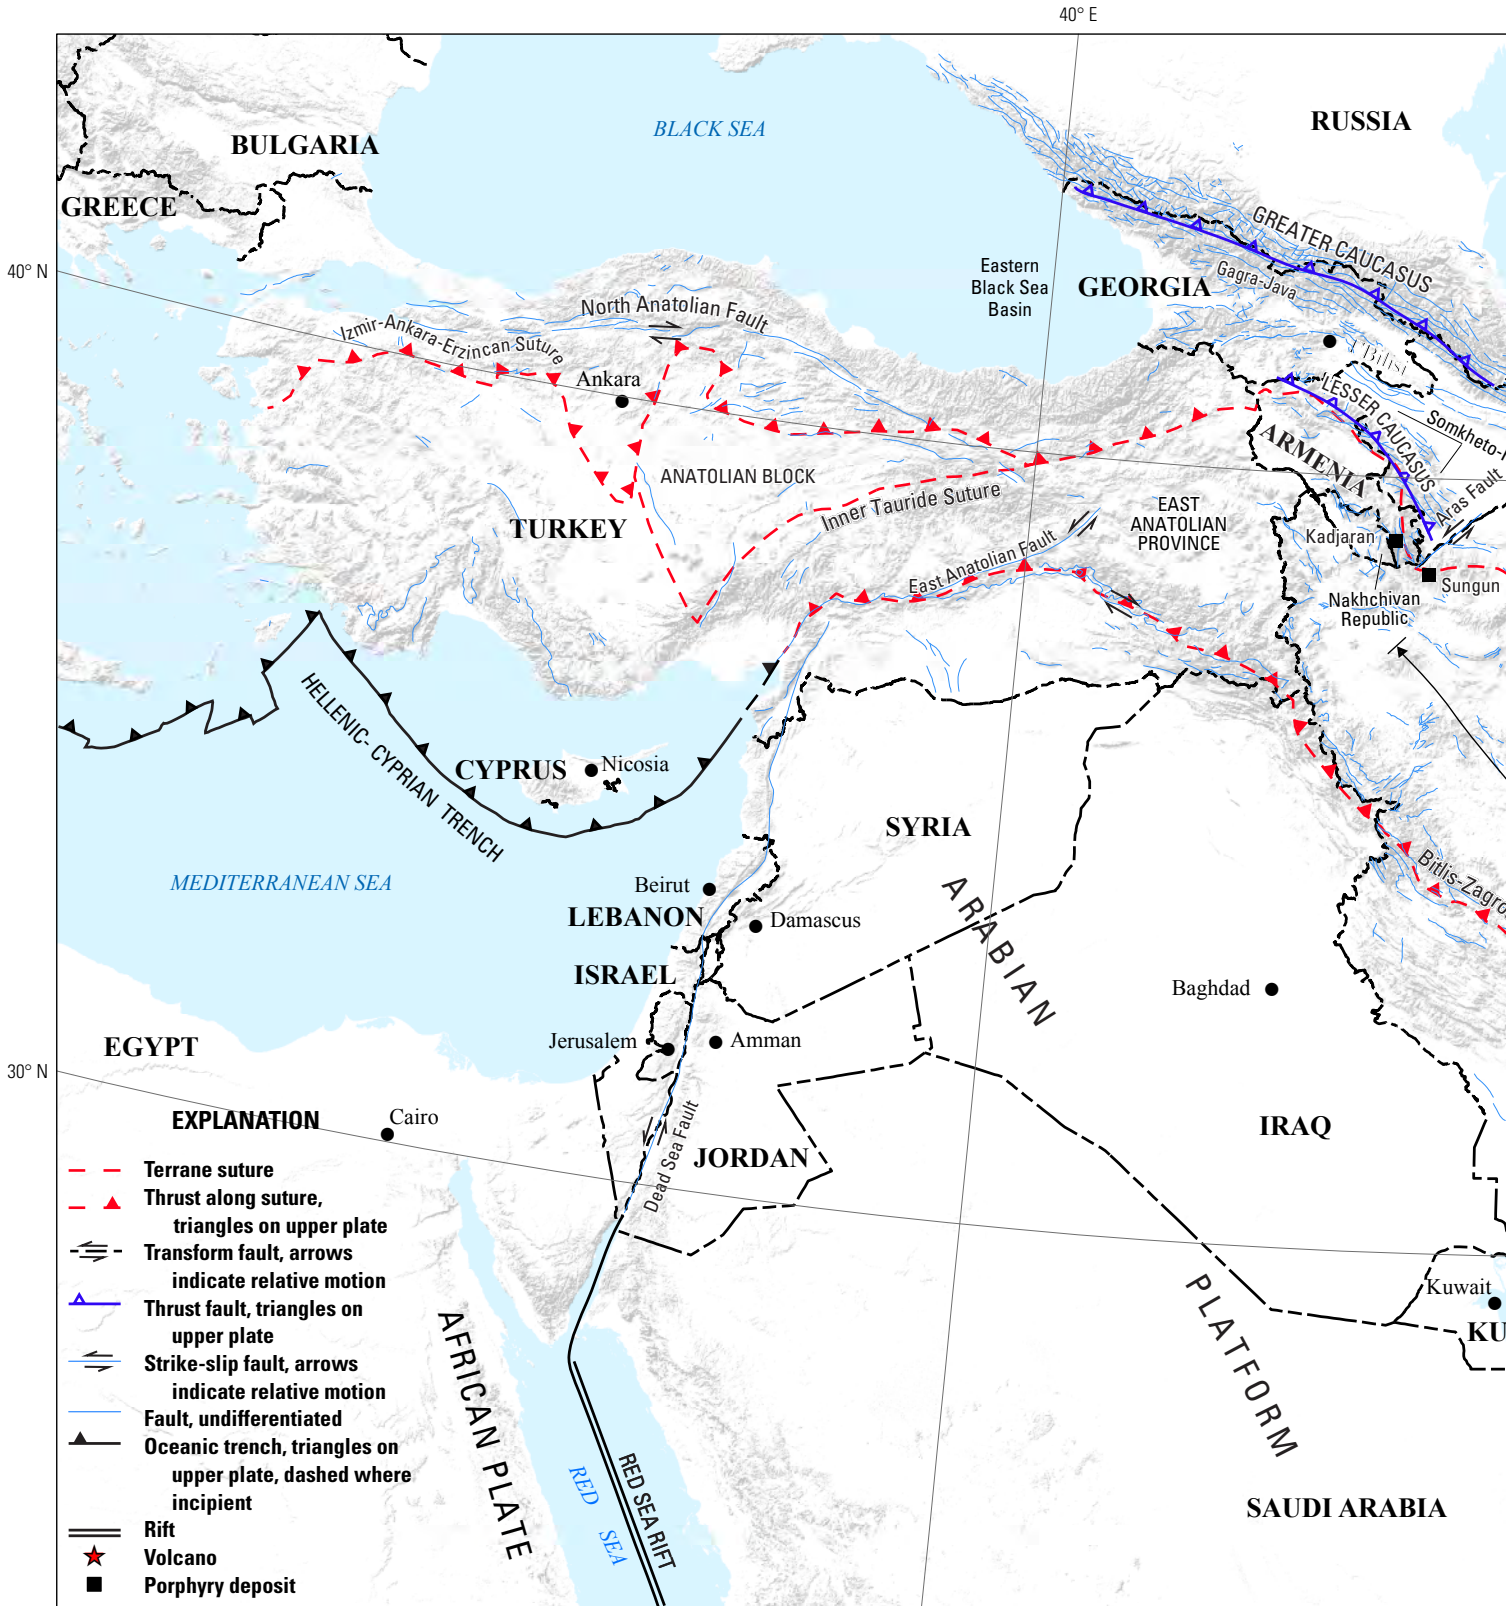 40° E
RUSSIA
BLACK SEA
BULGARIA
GREECE
GREATER CAUCASUS
40° N
Eastern
Black Sea
Basin
GEORGIA
Gagra-Java
North Anatolian Fault
Izmir-Ankara-Erzincan Suture
T'Bilisi
Ankara
LESSER CAUCASUS
ARMENIA
ANATOLIAN BLOCK
Inner Tauride Suture
TURKEY
EAST
ANATOLIAN
PROVINCE
Aras Fault
Kadjaran
East Anatolian Fault
Sungun
Nakhchivan
Republic
HELLENIC-CYPRIAN TRENCH
CYPRUS
Nicosia
SYRIA
MEDITERRANEAN SEA
Beirut
LEBANON
Damascus
ARABIAN
ISRAEL
Baghdad
Jerusalem
Amman
EGYPT
30° N
Cairo
IRAQ
JORDAN
Dead Sea Fault
Kuwait
KU
PLATFORM
AFRICAN PLATE
RED SEA RIFT
RED SEA
SAUDI ARABIA
EXPLANATION
Terrane suture
Thrust along suture,
triangles on upper plate
Transform fault, arrows
indicate relative motion
Thrust fault, triangles on
upper plate
Strike-slip fault, arrows
indicate relative motion
Fault, undifferentiated
Oceanic trench, triangles on
upper plate, dashed where
incipient
Rift
Volcano
Porphyry deposit